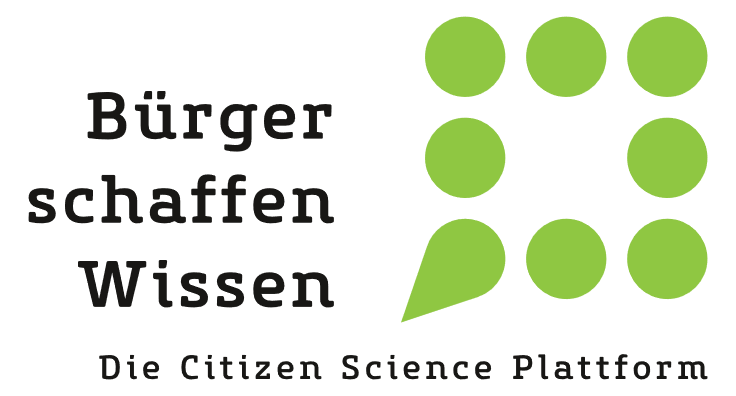 Bürger
schaffen
Wissen
Die Citizen Science Plattform